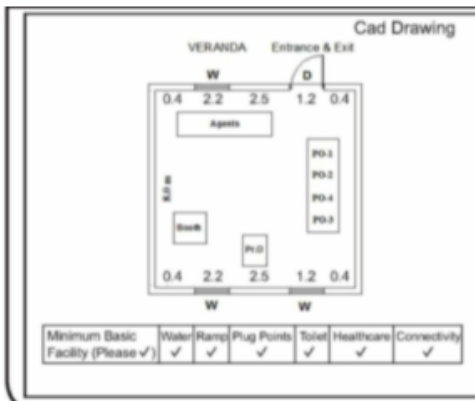 Cad Drawing
VERANDA Entrance & Exit
W D
0.4 2.2 2.5 1.2 0.4
Agents
PO-1
PO-2
PO-4
PO-3
Booth
Pr.O
0.4 2.2 2.5 1.2 0.4
W W
Minimum Basic Facility (Please ✓) Water Ramp Plug Points Toilet Healthcare Connectivity
✓ ✓ ✓ ✓ ✓ ✓